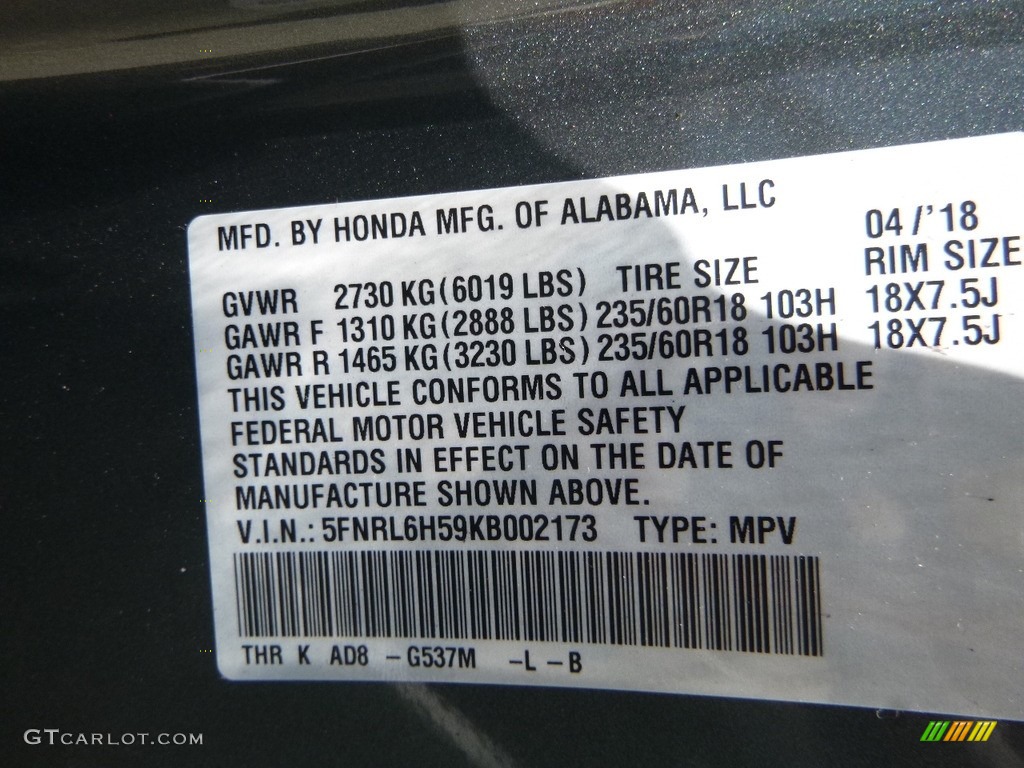 MFD. BY HONDA MFG. OF ALABAMA, LLC 04/'18
GVWR 2730 KG(6019 LBS) TIRE SIZE RIM SIZE
GAWR F 1310 KG(2888 LBS) 235/60R18 103H 18X7.5J
GAWR R 1465 KG(3230 LBS) 235/60R18 103H 18X7.5J
THIS VEHICLE CONFORMS TO ALL APPLICABLE
FEDERAL MOTOR VEHICLE SAFETY
STANDARDS IN EFFECT ON THE DATE OF
MANUFACTURE SHOWN ABOVE.
V.I.N.: 5FNRL6H59KB002173 TYPE: MPV
THR K AD8 -G537M -L-B
GTCARLOT.COM